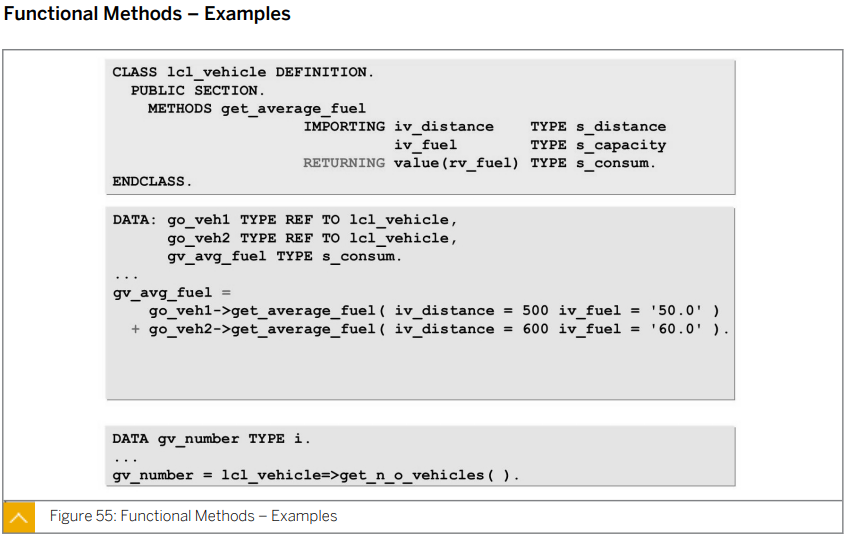 Functional Methods – Examples
CLASS lcl_vehicle DEFINITION.
PUBLIC SECTION.
METHODS get_average_fuel
IMPORTING iv_distance TYPE s_distance
iv_fuel TYPE s_capacity
RETURNING value(rv_fuel) TYPE s_consum.
ENDCLASS.
DATA: go_veh1 TYPE REF TO lcl_vehicle,
go_veh2 TYPE REF TO lcl_vehicle,
gv_avg_fuel TYPE s_consum.
...
gv_avg_fuel =
go_veh1->get_average_fuel( iv_distance = 500 iv_fuel = '50.0' )
+ go_veh2->get_average_fuel( iv_distance = 600 iv_fuel = '60.0' ).
DATA gv_number TYPE i.
...
gv_number = lcl_vehicle=>get_n_o_vehicles( ).
Figure 55: Functional Methods – Examples